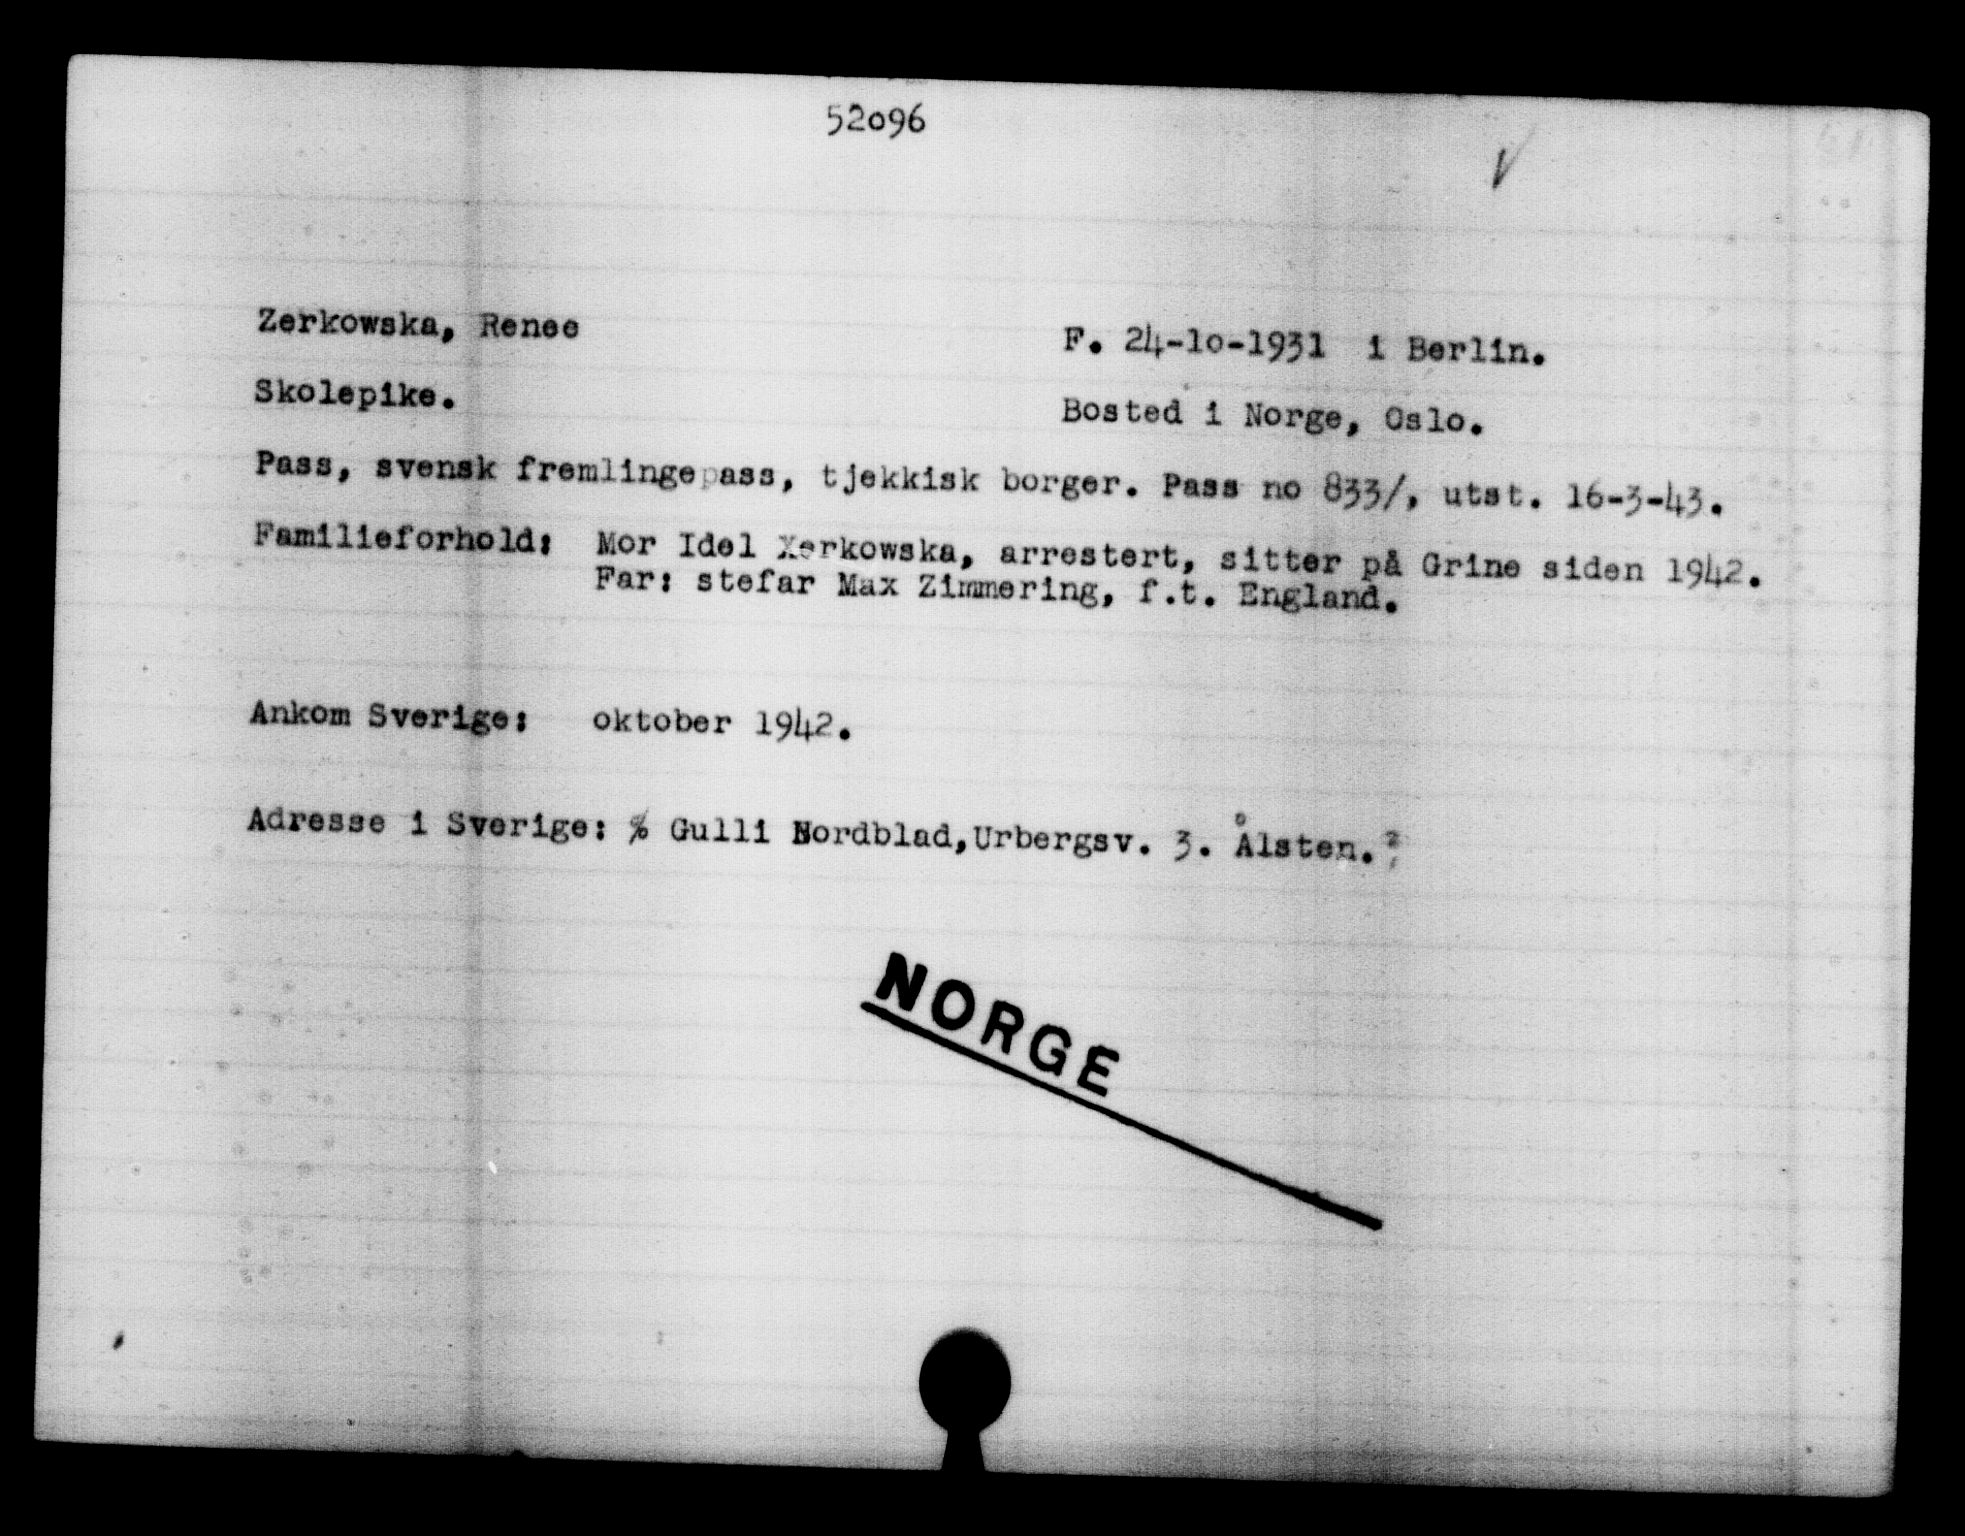 52096
Zerkowska, Renee
F. 24-10-1931 i Berlin.
Skolepike.
Bosted i Norge, Oslo.
Pass, svensk fremlingepass, tjekkisk borger. Pass no 833/, utst. 16-3-43.
Familieforhold: Mor Idel Xerkowska, arrestert, sitter på Grine siden 1942.
Far: stefar Max Zimmering, f.t. England.
Ankom Sverige: oktober 1942.
Adresse i Sverige: % Gulli Nordblad,Urbergsv. 3. Ålsten.
NORGE